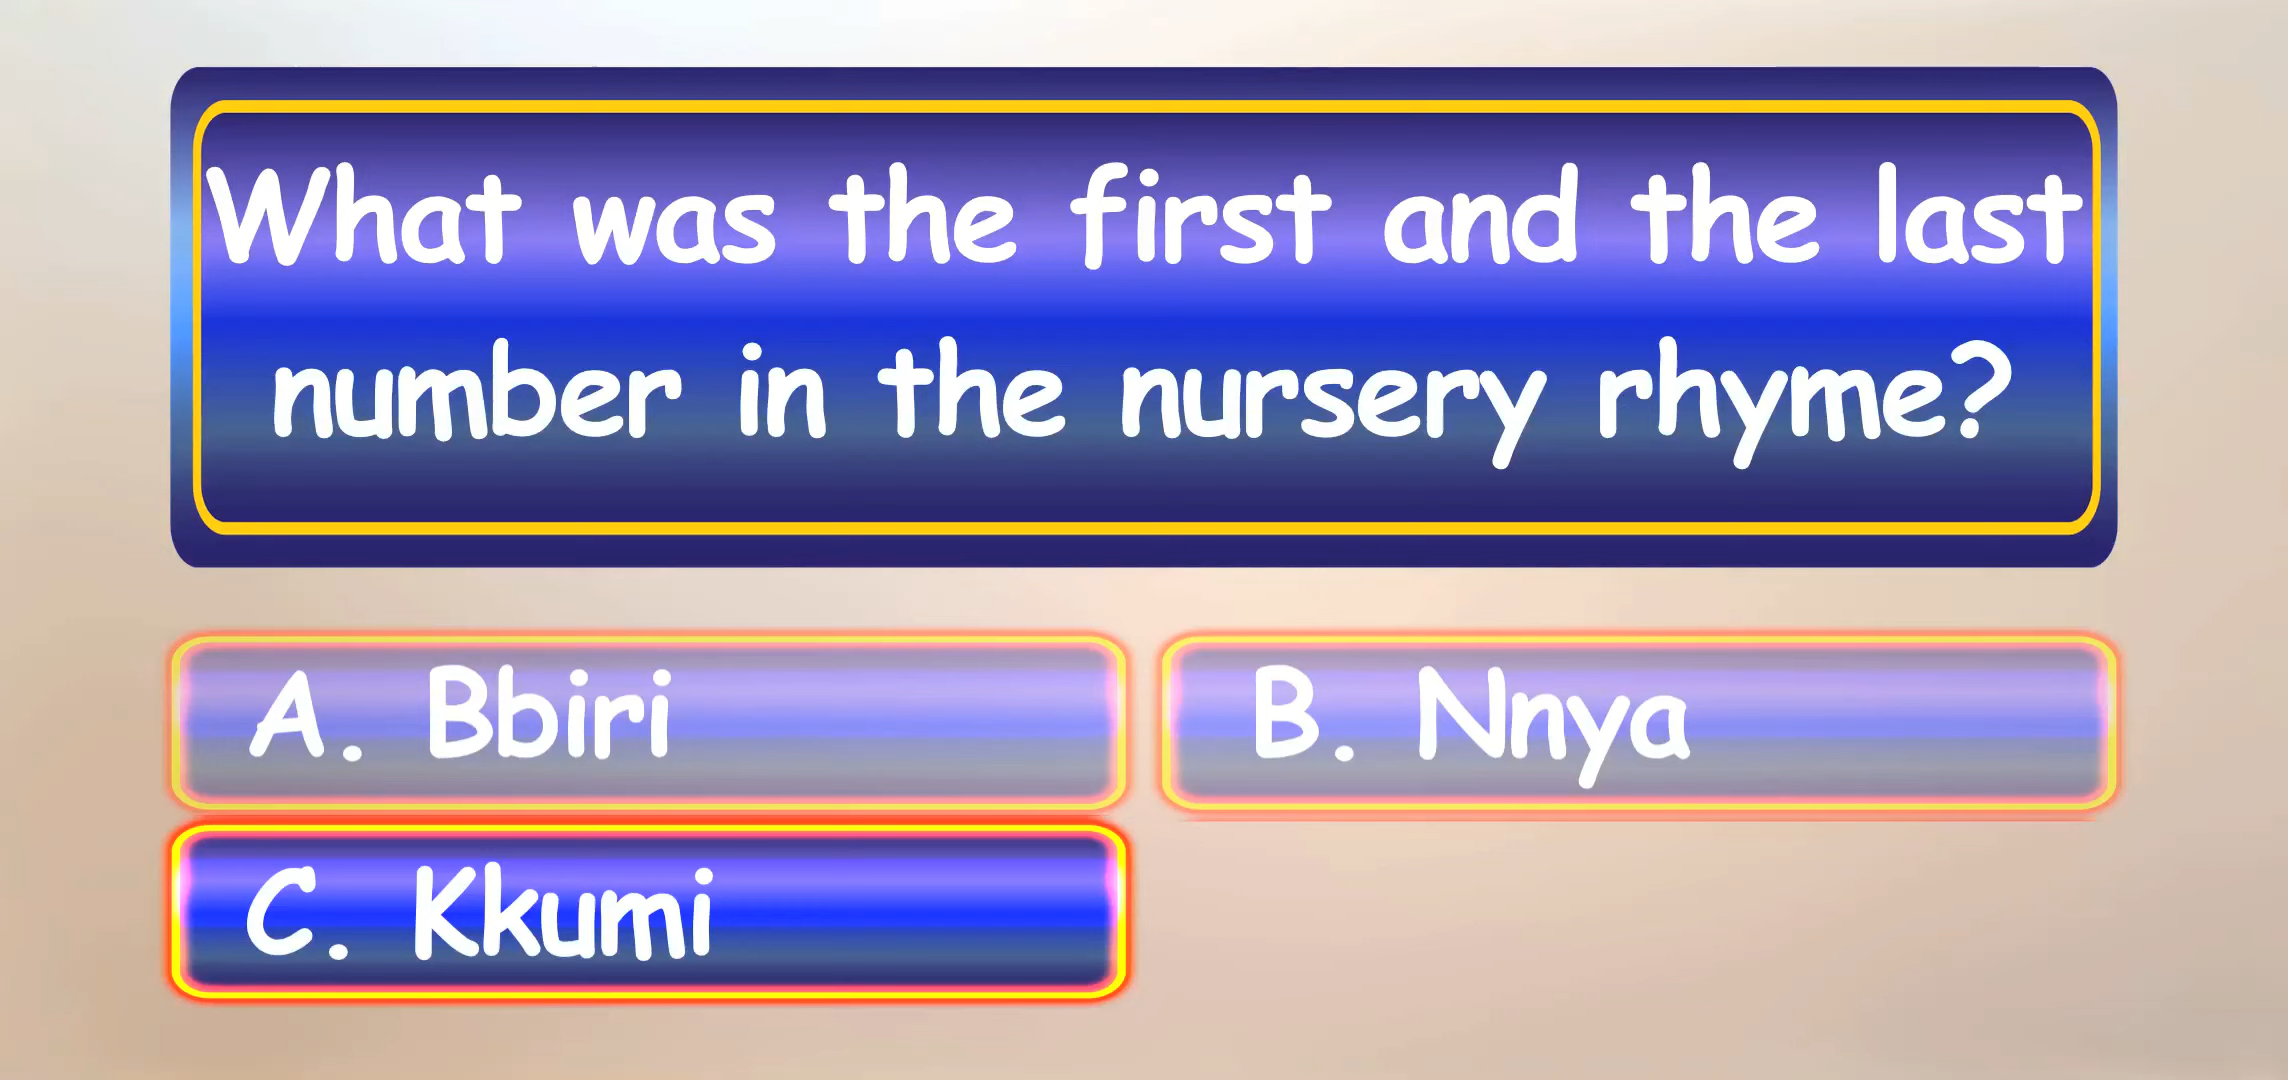 What was the first and the last
number in the nursery rhyme?
A. Bbiri
B. Nnya
C. Kkumi